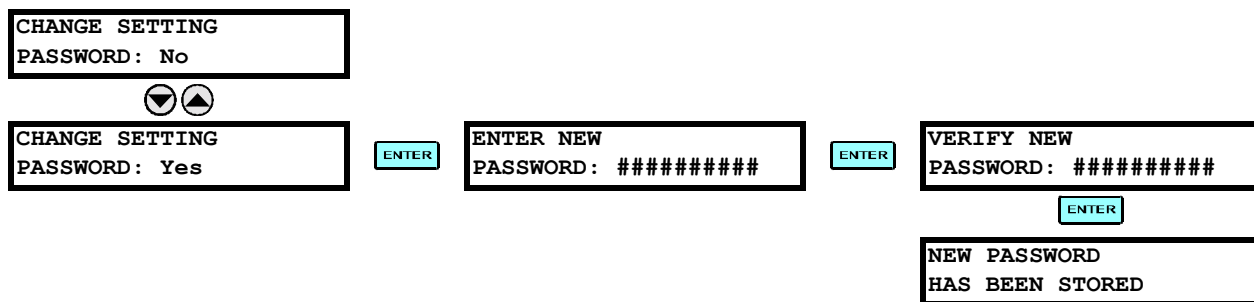 CHANGE SETTING
PASSWORD: No
CHANGE SETTING
PASSWORD: Yes
ENTER
ENTER NEW
PASSWORD: ##########
ENTER
VERIFY NEW
PASSWORD: ##########
ENTER
NEW PASSWORD
HAS BEEN STORED